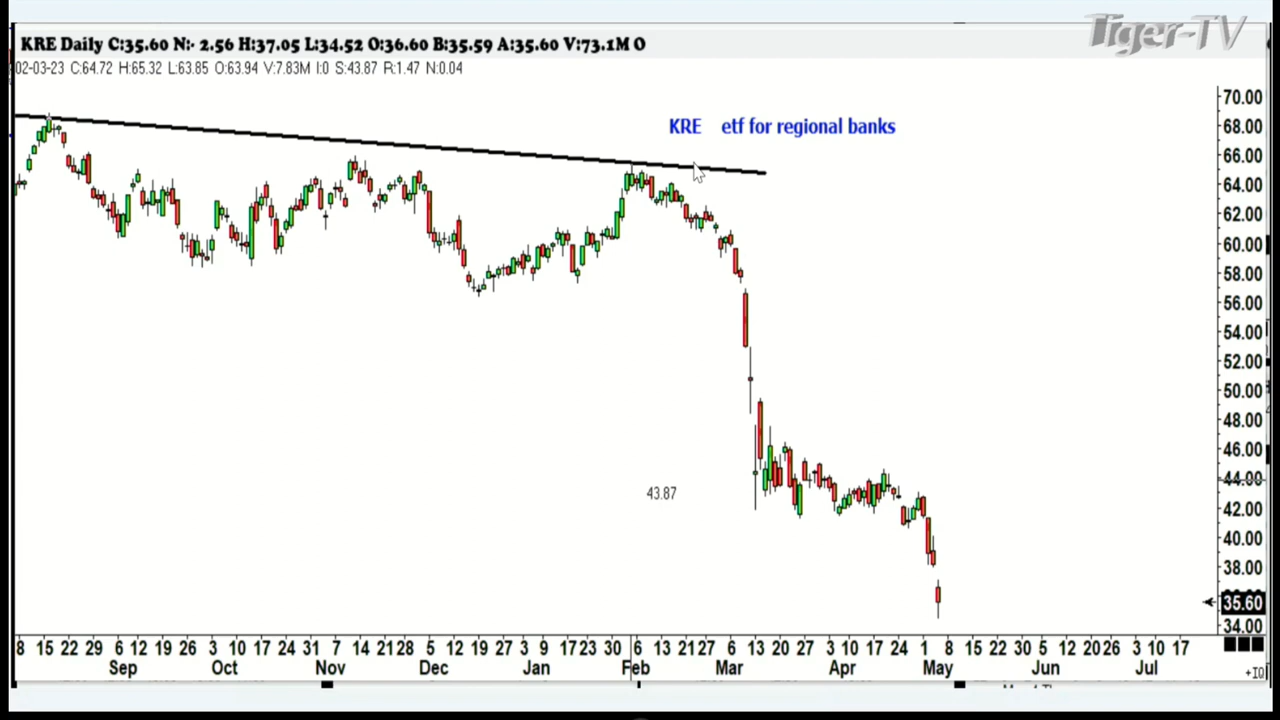 Tiger-TV
KRE Daily C:35.60 N:- 2.56 H:37.05 L:34.52 O:36.60 B:35.59 A:35.60 V:73.1M O
02-03-23 C:64.72 H:65.32 L:63.85 O:63.94 V:7.83M I:0 S:43.87 R:1.47 N:0.04
KRE etf for regional banks
70.00
68.00
66.00
64.00
62.00
60.00
58.00
56.00
54.00
52.00
50.00
48.00
46.00
44.00
43.87
42.00
40.00
38.00
35.60
34.00
8 15 22 29 6 12 19 26 3 10 17 24 31 7 14 21 28 5 12 19 27 3 9 17 23 30 6 13 21 27 6 13 20 27 3 10 17 24 1 8 15 22 30 5 12 20 26 3 10 17
Sep Oct Nov Dec Jan Feb Mar Apr May Jun Jul
+IQ